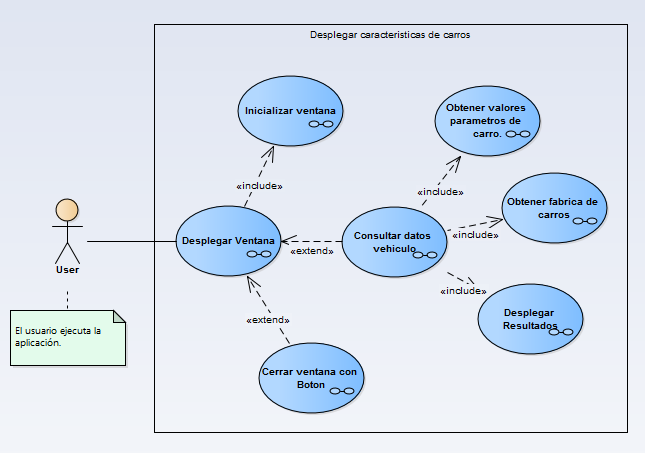 Desplegar caracteristicas de carros
Inicializar ventana
Obtener valores
parametros de
carro.
«include»
«include»
Obtener fabrica de
carros
Desplegar Ventana
Consultar datos
vehiculo
«include»
«extend»
User
«include»
Desplegar
Resultados
El usuario ejecuta la
aplicación.
«extend»
Cerrar ventana con
Boton